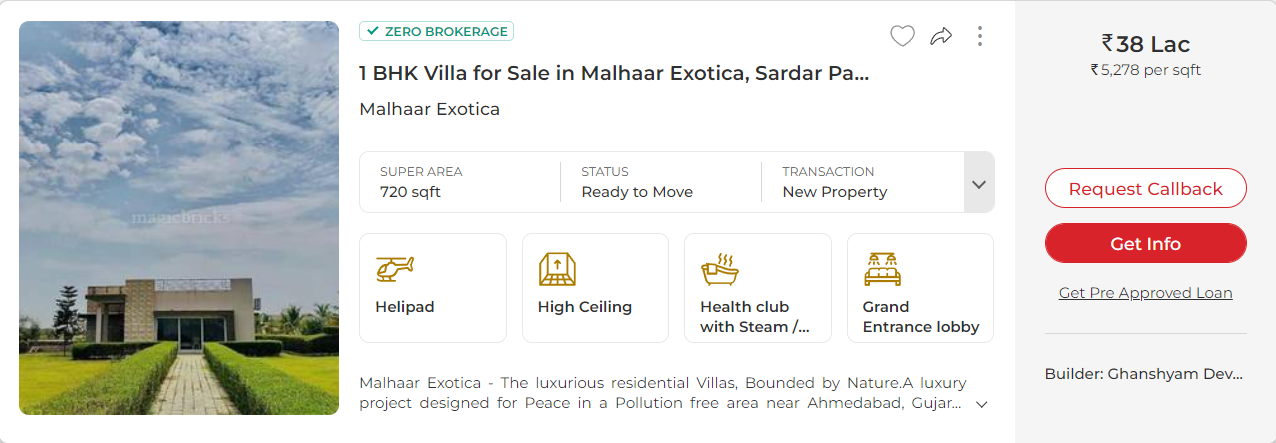 ZERO BROKERAGE
1 BHK Villa for Sale in Malhaar Exotica, Sardar Pa...
Malhaar Exotica
SUPER AREA
720 sqft
STATUS
Ready to Move
TRANSACTION
New Property
Helipad
High Ceiling
Health club
with Steam /...
Grand
Entrance lobby
Malhaar Exotica - The luxurious residential Villas, Bounded by Nature.A luxury
project designed for Peace in a Pollution free area near Ahmedabad, Gujar...
magicbricks
₹38 Lac
₹5,278 per sqft
Request Callback
Get Info
Get Pre Approved Loan
Builder: Ghanshyam Dev...